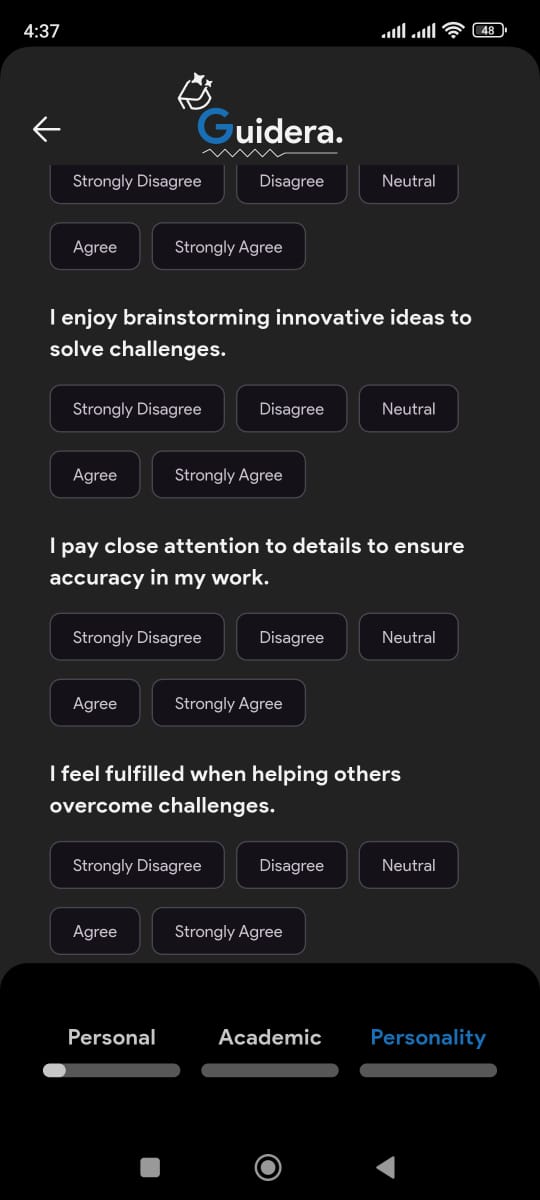 4:37
48
Guidera.
Strongly Disagree Disagree Neutral
Agree Strongly Agree
I enjoy brainstorming innovative ideas to
solve challenges.
Strongly Disagree Disagree Neutral
Agree Strongly Agree
I pay close attention to details to ensure
accuracy in my work.
Strongly Disagree Disagree Neutral
Agree Strongly Agree
I feel fulfilled when helping others
overcome challenges.
Strongly Disagree Disagree Neutral
Agree Strongly Agree
Personal Academic Personality